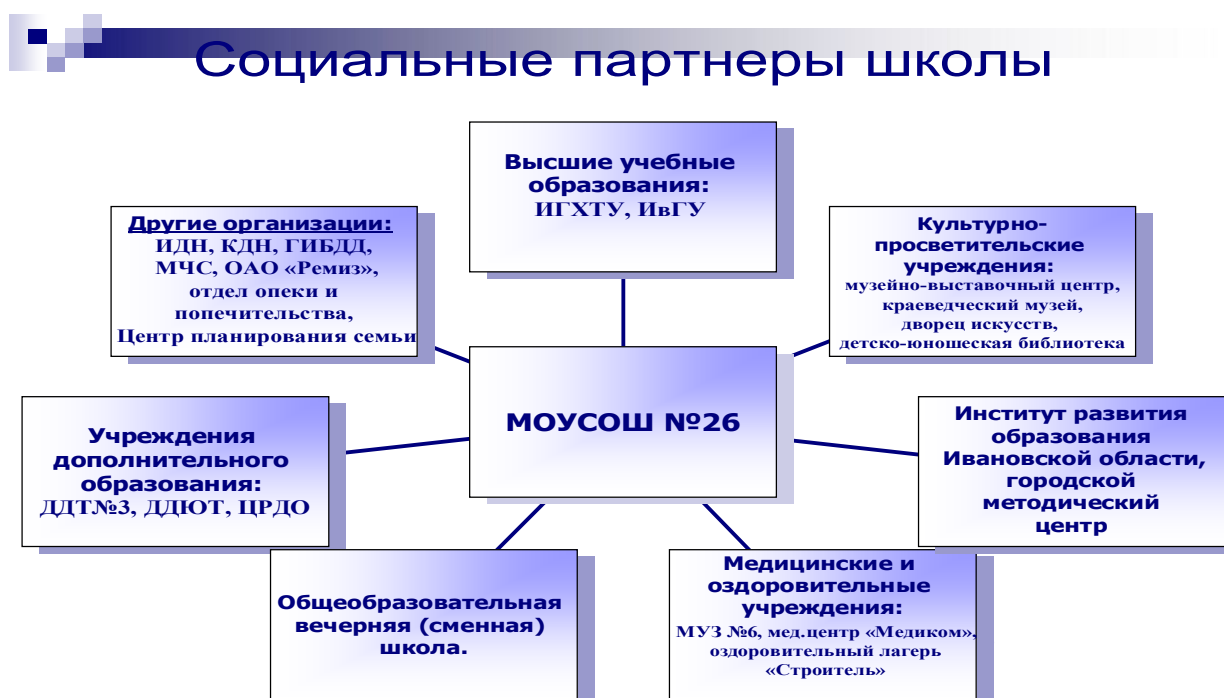 Социальные партнеры школы
Высшие учебные
образования:
ИГХТУ, ИвГУ
Другие организации:
ИДН, КДН, ГИБДД,
МЧС, ОАО «Ремиз»,
отдел опеки и
попечительства,
Центр планирования семьи
Культурно-
просветительские
учреждения:
музейно-выставочный центр,
краеведческий музей,
дворец искусств,
детско-юношеская библиотека
МОУСОШ №26
Учреждения
дополнительного
образования:
ДДТ№3, ДДЮТ, ЦРДО
Институт развития
образования
Ивановской области,
городской
методический
центр
Общеобразовательная
вечерняя (сменная)
школа.
Медицинские и
оздоровительные
учреждения:
МУЗ №6, мед.центр «Медиком»,
оздоровительный лагерь
«Строитель»